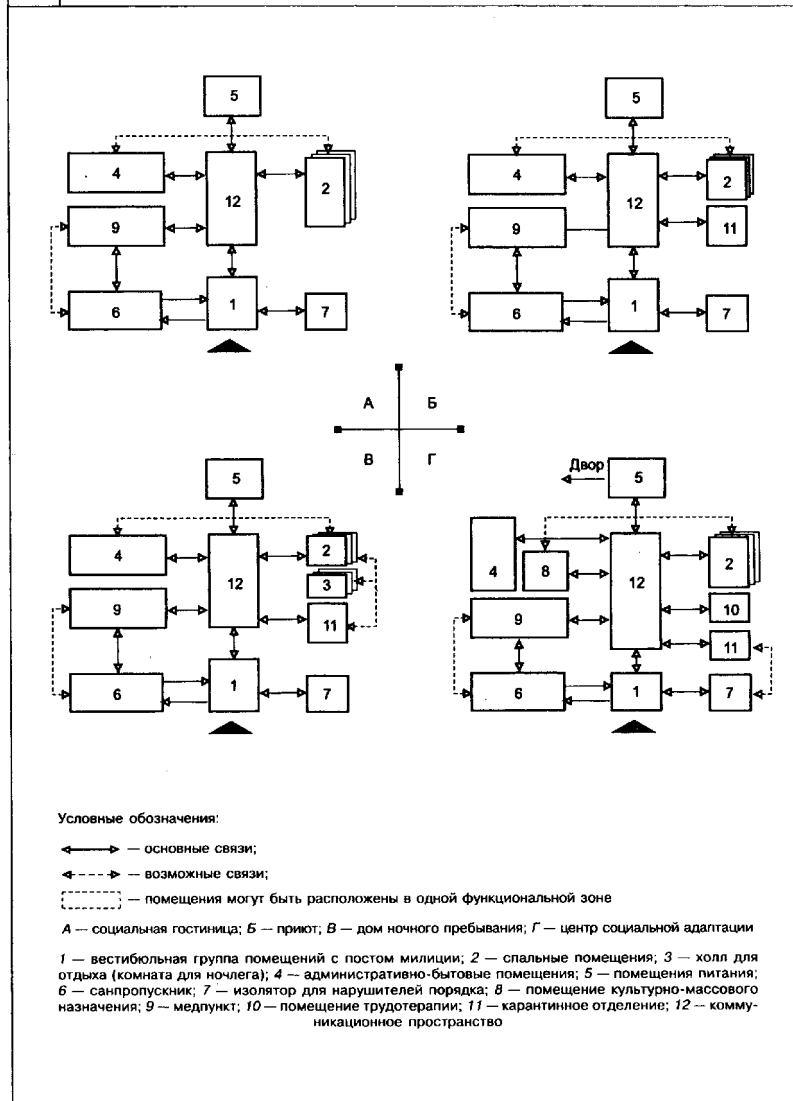 5
4
12
2
9
6
1
7
5
4
12
2
9
11
6
1
7
А
Б
В
Г
5
4
12
2
3
9
11
6
1
7
Двор
5
4
8
12
2
9
10
11
6
1
7
Условные обозначения:
— основные связи;
— возможные связи;
— помещения могут быть расположены в одной функциональной зоне
А — социальная гостиница; Б — приют; В — дом ночного пребывания; Г — центр социальной адаптации
1 — вестибюльная группа помещений с постом милиции; 2 — спальные помещения; 3 — холл для
отдыха (комната для ночлега); 4 — административно-бытовые помещения; 5 — помещения питания;
6 — санпропускник; 7 — изолятор для нарушителей порядка; 8 — помещение культурно-массового
назначения; 9 — медпункт; 10 — помещение трудотерапии; 11 — карантинное отделение; 12 — комму-
никационное пространство